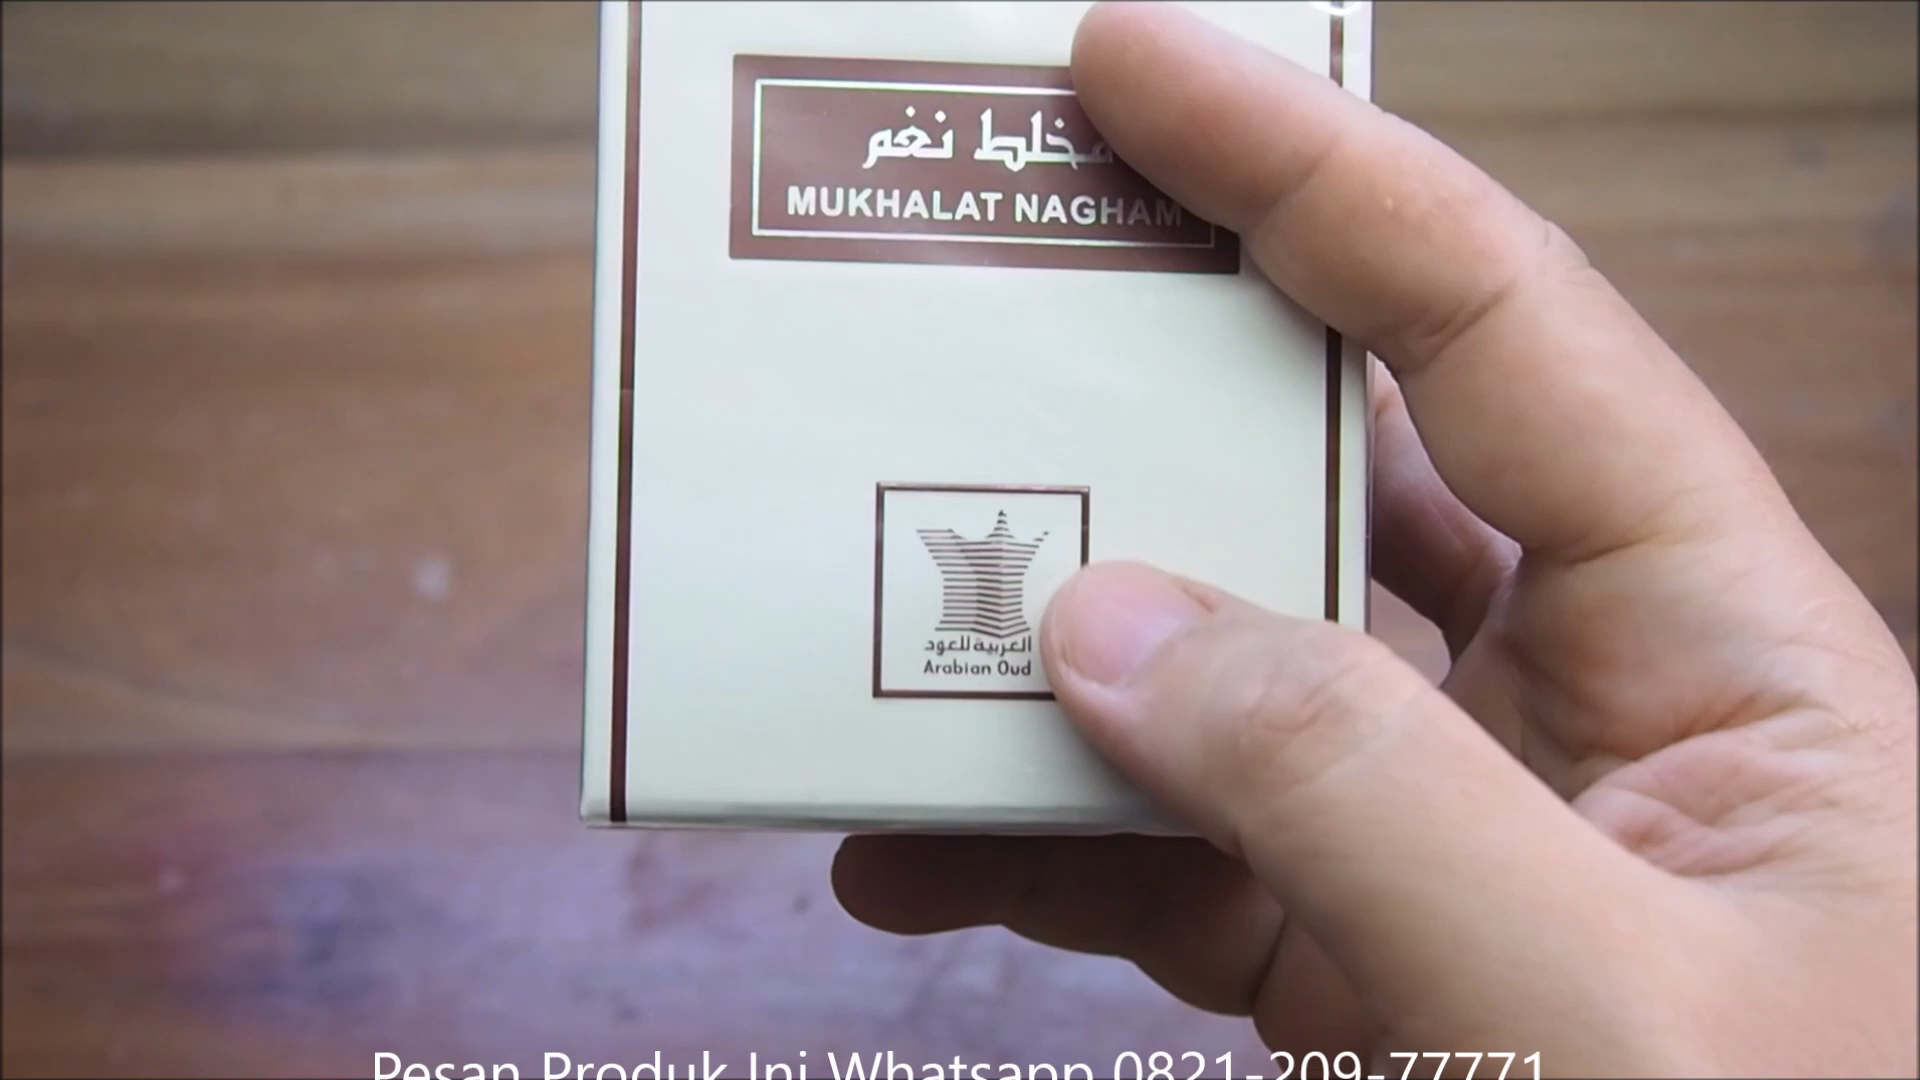 مخلط نغم
MUKHALAT NAGHAM
العربية للعود
Arabian Oud
Pesan Produk Ini Whatsapp 0821-209-77771